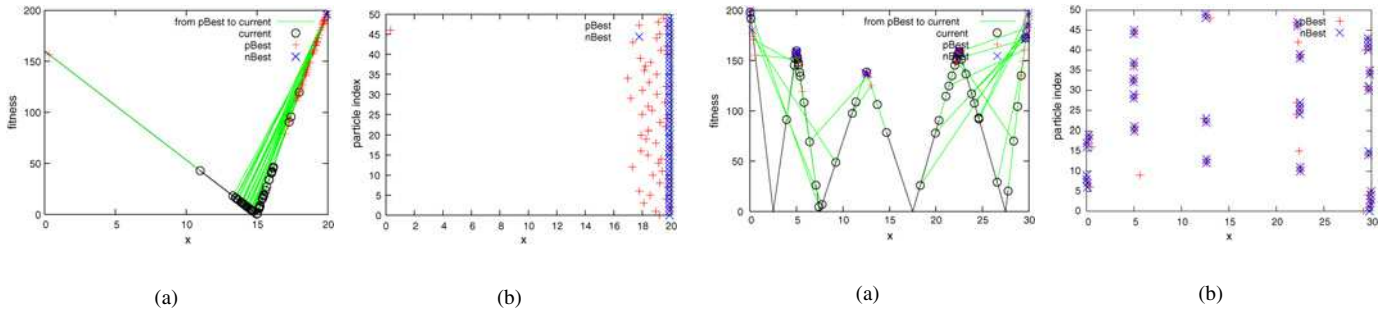 200
150
100
50
0
fitness
0 5 10 15 20
x
from pBest to current
current
pBest
nBest
(a)
50
45
40
35
30
25
20
15
10
5
0
particle index
0 2 4 6 8 10 12 14 16 18 20
x
pBest
nBest
(b)
200
150
100
50
0
fitness
0 5 10 15 20 25 30
x
from pBest to current
current
pBest
nBest
(a)
50
45
40
35
30
25
20
15
10
5
0
particle index
0 5 10 15 20 25 30
x
pBest
nBest
(b)